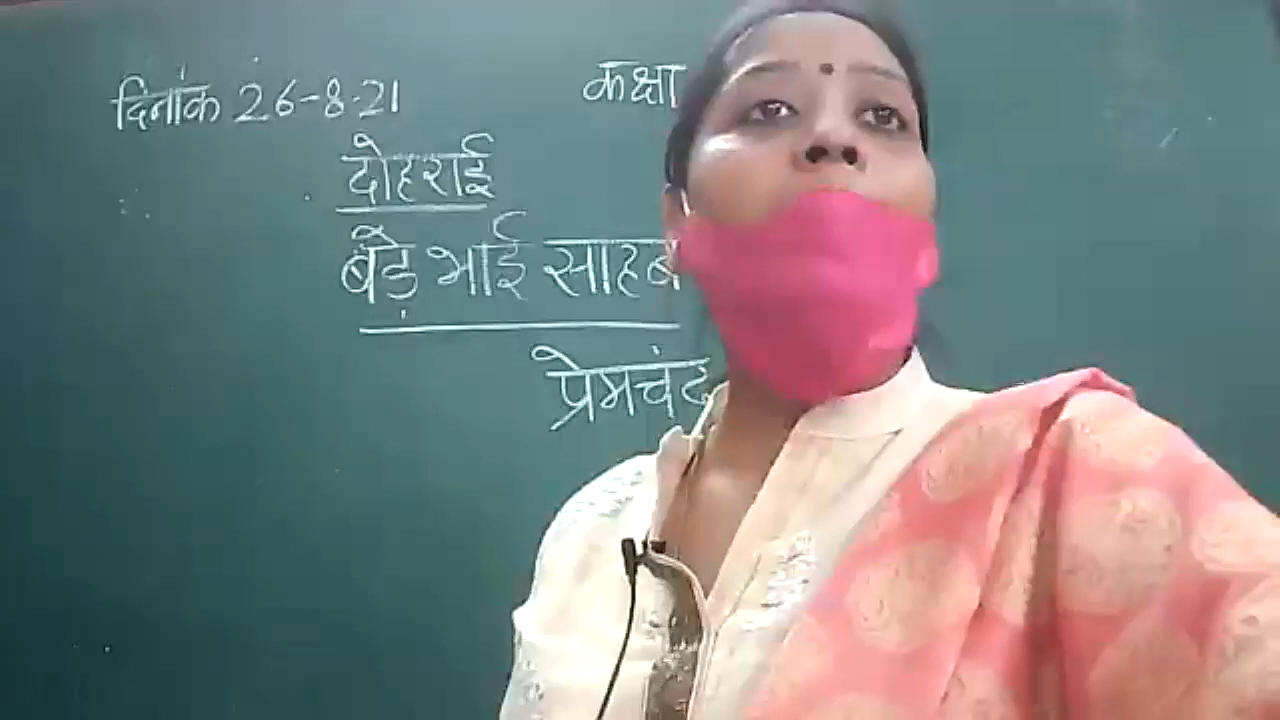 दिनांक 26-8-21 कक्षा
दोहराई
बड़े भाई साहब
प्रेमचंद